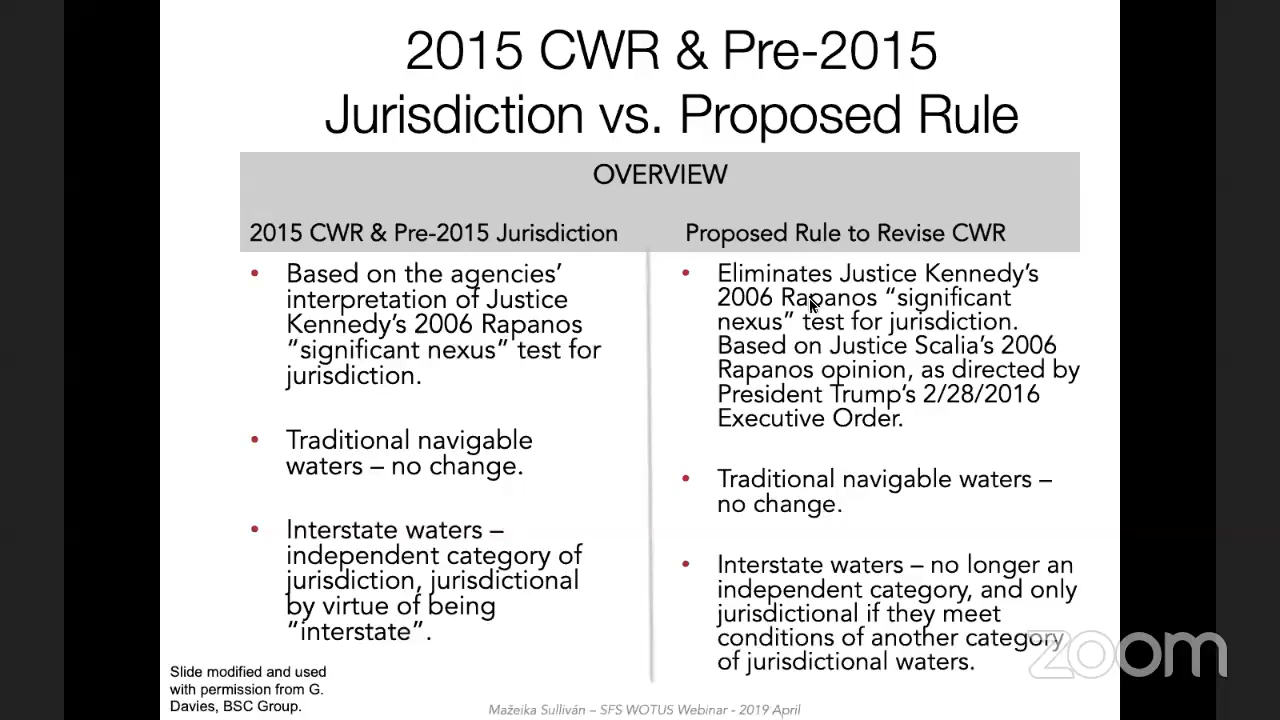 2015 CWR & Pre-2015
Jurisdiction vs. Proposed Rule
OVERVIEW
2015 CWR & Pre-2015 Jurisdiction
• Based on the agencies’
interpretation of Justice
Kennedy’s 2006 Rapanos
“significant nexus” test for
jurisdiction.
• Traditional navigable
waters – no change.
• Interstate waters –
independent category of
jurisdiction, jurisdictional
by virtue of being
“interstate”.
Proposed Rule to Revise CWR
• Eliminates Justice Kennedy’s
2006 Rapanos “significant
nexus” test for jurisdiction.
Based on Justice Scalia’s 2006
Rapanos opinion, as directed by
President Trump’s 2/28/2016
Executive Order.
• Traditional navigable waters –
no change.
• Interstate waters – no longer an
independent category, and only
jurisdictional if they meet
conditions of another category
of jurisdictional waters.
Slide modified and used
with permission from G.
Davies, BSC Group.
Mažeika Sulliván – SFS WOTUS Webinar - 2019 April
zoom